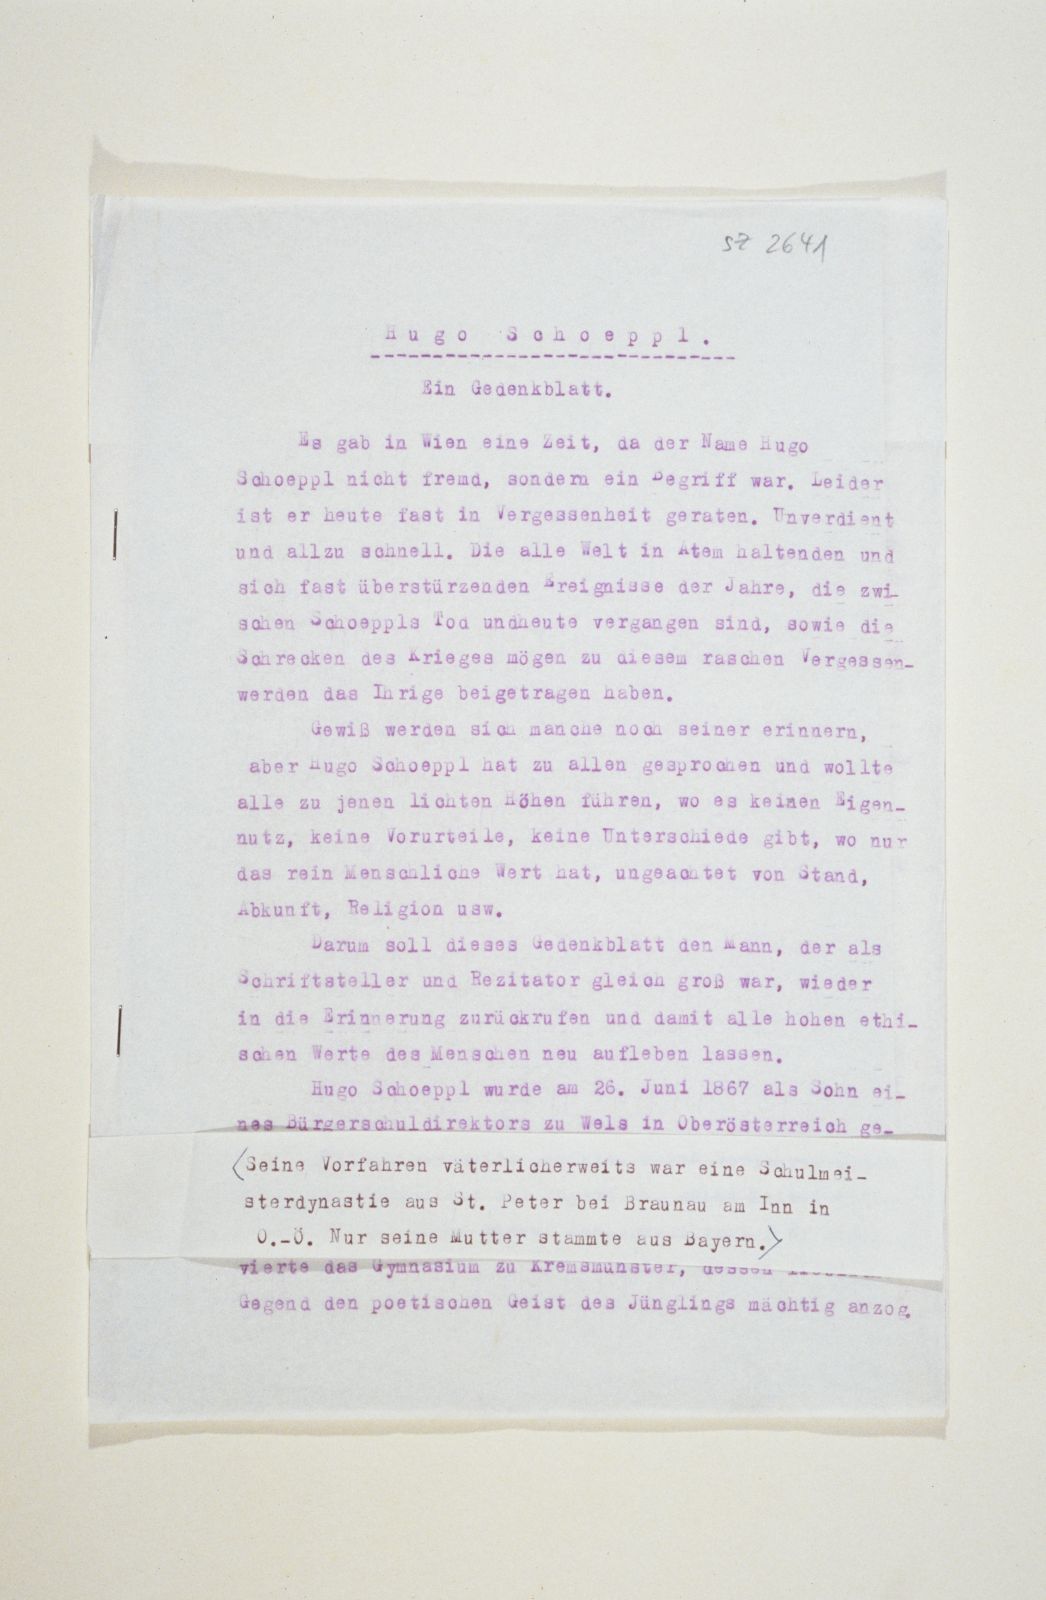 SZ 2641
Hugo Schoeppl.
Ein Gedenkblatt.
Es gab in Wien eine Zeit, da der Name Hugo
Schoeppl nicht fremd, sondern ein Begriff war. Leider
ist er heute fast in Vergessenheit geraten. Unverdient
und allzu schnell. Die alle Welt in Atem haltenden und
sich fast überstürzenden Ereignisse der Jahre, die zwi-
schen Schoeppls Tod undheute vergangen sind, sowie die
Schrecken des Krieges mögen zu diesem raschen Vergessen-
werden das Ihrige beigetragen haben.
Gewiß werden sich manche noch seiner erinnern,
aber Hugo Schoeppl hat zu allen gesprochen und wollte
alle zu jenen lichten Höhen führen, wo es keinen Eigen-
nutz, keine Vorurteile, keine Unterschiede gibt, wo nur
das rein Menschliche Wert hat, ungeachtet von Stand,
Abkunft, Religion usw.
Darum soll dieses Gedenkblatt den Mann, der als
Schriftsteller und Rezitator gleich groß war, wieder
in die Erinnerung zurückrufen und damit alle hohen ethi-
schen Werte des Menschen neu aufleben lassen.
Hugo Schoeppl wurde am 26. Juni 1867 als Sohn ei-
nes Bürgerschuldirektors zu Wels in Oberösterreich ge-
(Seine Vorfahren väterlicherweits war eine Schulmei-
sterdynastie aus St. Peter bei Braunau am Inn in
O.-Ö. Nur seine Mutter stammte aus Bayern.)
vierte das Gymnasium zu Kremsmünster, dessen
Gegend den poetischen Geist des Jünglings mächtig anzog.